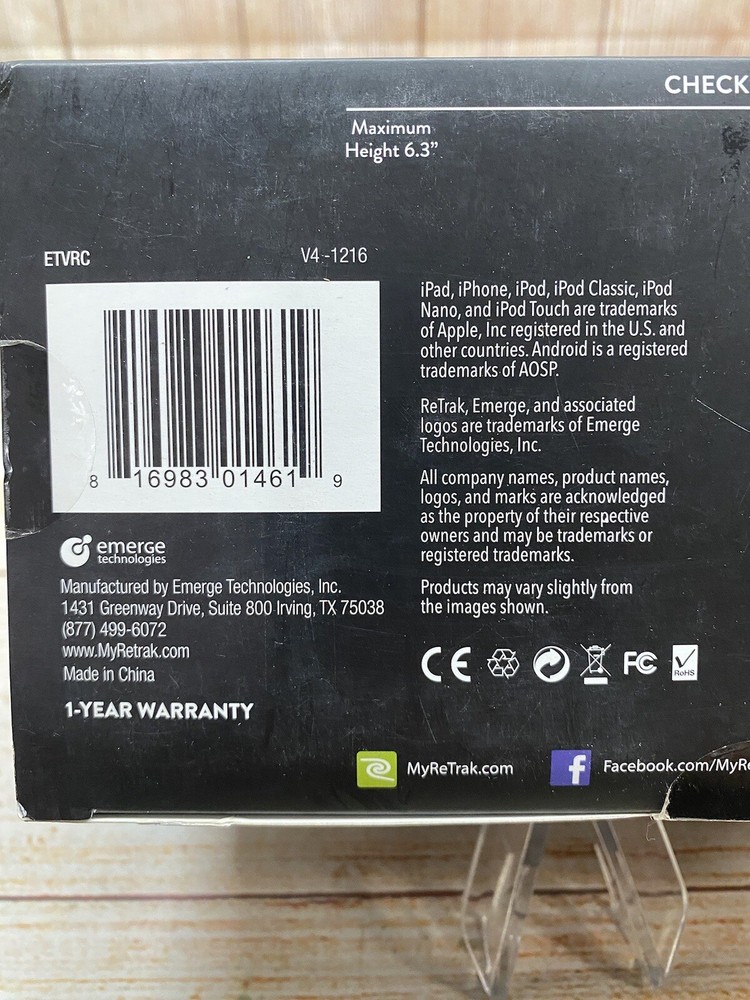 CHECK
Maximum
Height 6.3”
ETVRC
V4 -1216
8 16983 01461 9
emerge
technologies
Manufactured by Emerge Technologies, Inc.
1431 Greenway Drive, Suite 800 Irving, TX 75038
(877) 499-6072
www.MyRetrak.com
Made in China
1-YEAR WARRANTY
iPad, iPhone, iPod, iPod Classic, iPod
Nano, and iPod Touch are trademarks
of Apple, Inc registered in the U.S. and
other countries. Android is a registered
trademarks of AOSP.
ReTrak, Emerge, and associated
logos are trademarks of Emerge
Technologies, Inc.
All company names, product names,
logos, and marks are acknowledged
as the property of their respective
owners and may be trademarks or
registered trademarks.
Products may vary slightly from
the images shown.
CE FC RoHS
MyReTrak.com
Facebook.com/MyRe